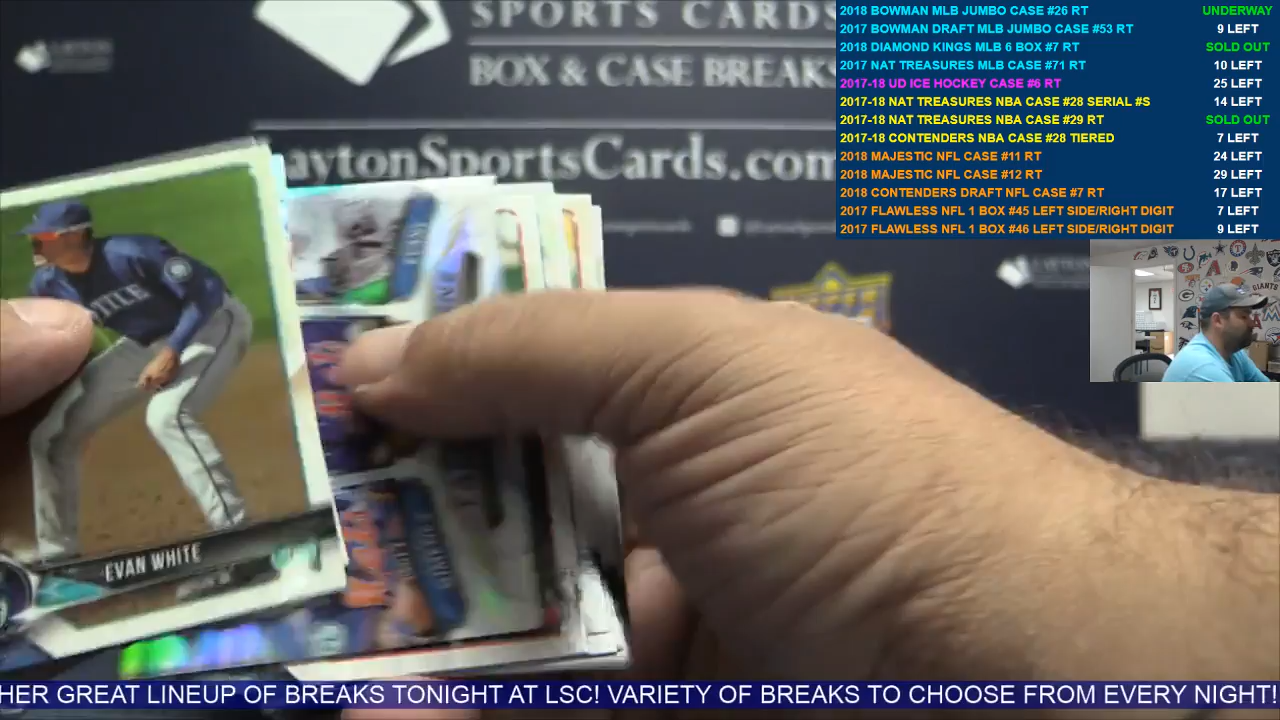 SPORTS CARDS
BOX & CASE BREAKS
aytonSportsCards.com
2018 BOWMAN MLB JUMBO CASE #26 RT UNDERWAY
2017 BOWMAN DRAFT MLB JUMBO CASE #53 RT 9 LEFT
2018 DIAMOND KINGS MLB 6 BOX #7 RT SOLD OUT
2017 NAT TREASURES MLB CASE #71 RT 10 LEFT
2017-18 UD ICE HOCKEY CASE #6 RT 25 LEFT
2017-18 NAT TREASURES NBA CASE #28 SERIAL #S 14 LEFT
2017-18 NAT TREASURES NBA CASE #29 RT SOLD OUT
2017-18 CONTENDERS NBA CASE #28 TIERED 7 LEFT
2018 MAJESTIC NFL CASE #11 RT 24 LEFT
2018 MAJESTIC NFL CASE #12 RT 29 LEFT
2018 CONTENDERS DRAFT NFL CASE #7 RT 17 LEFT
2017 FLAWLESS NFL 1 BOX #45 LEFT SIDE/RIGHT DIGIT 7 LEFT
2017 FLAWLESS NFL 1 BOX #46 LEFT SIDE/RIGHT DIGIT 9 LEFT
EVAN WHITE
HER GREAT LINEUP OF BREAKS TONIGHT AT LSC! VARIETY OF BREAKS TO CHOOSE FROM EVERY NIGHT!